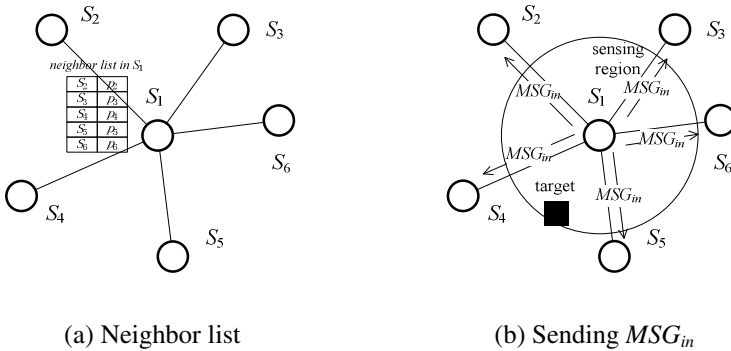 S2
S3
neighbor list in S1
S2 p2
S3 p3
S4 p4
S5 p5
S6 p6
S1
S6
S4
S5
(a) Neighbor list
S2
S3
sensing
region
MSGin
MSGin
S1
MSGin
MSGin
S6
target
MSGin
S4
S5
(b) Sending MSGin